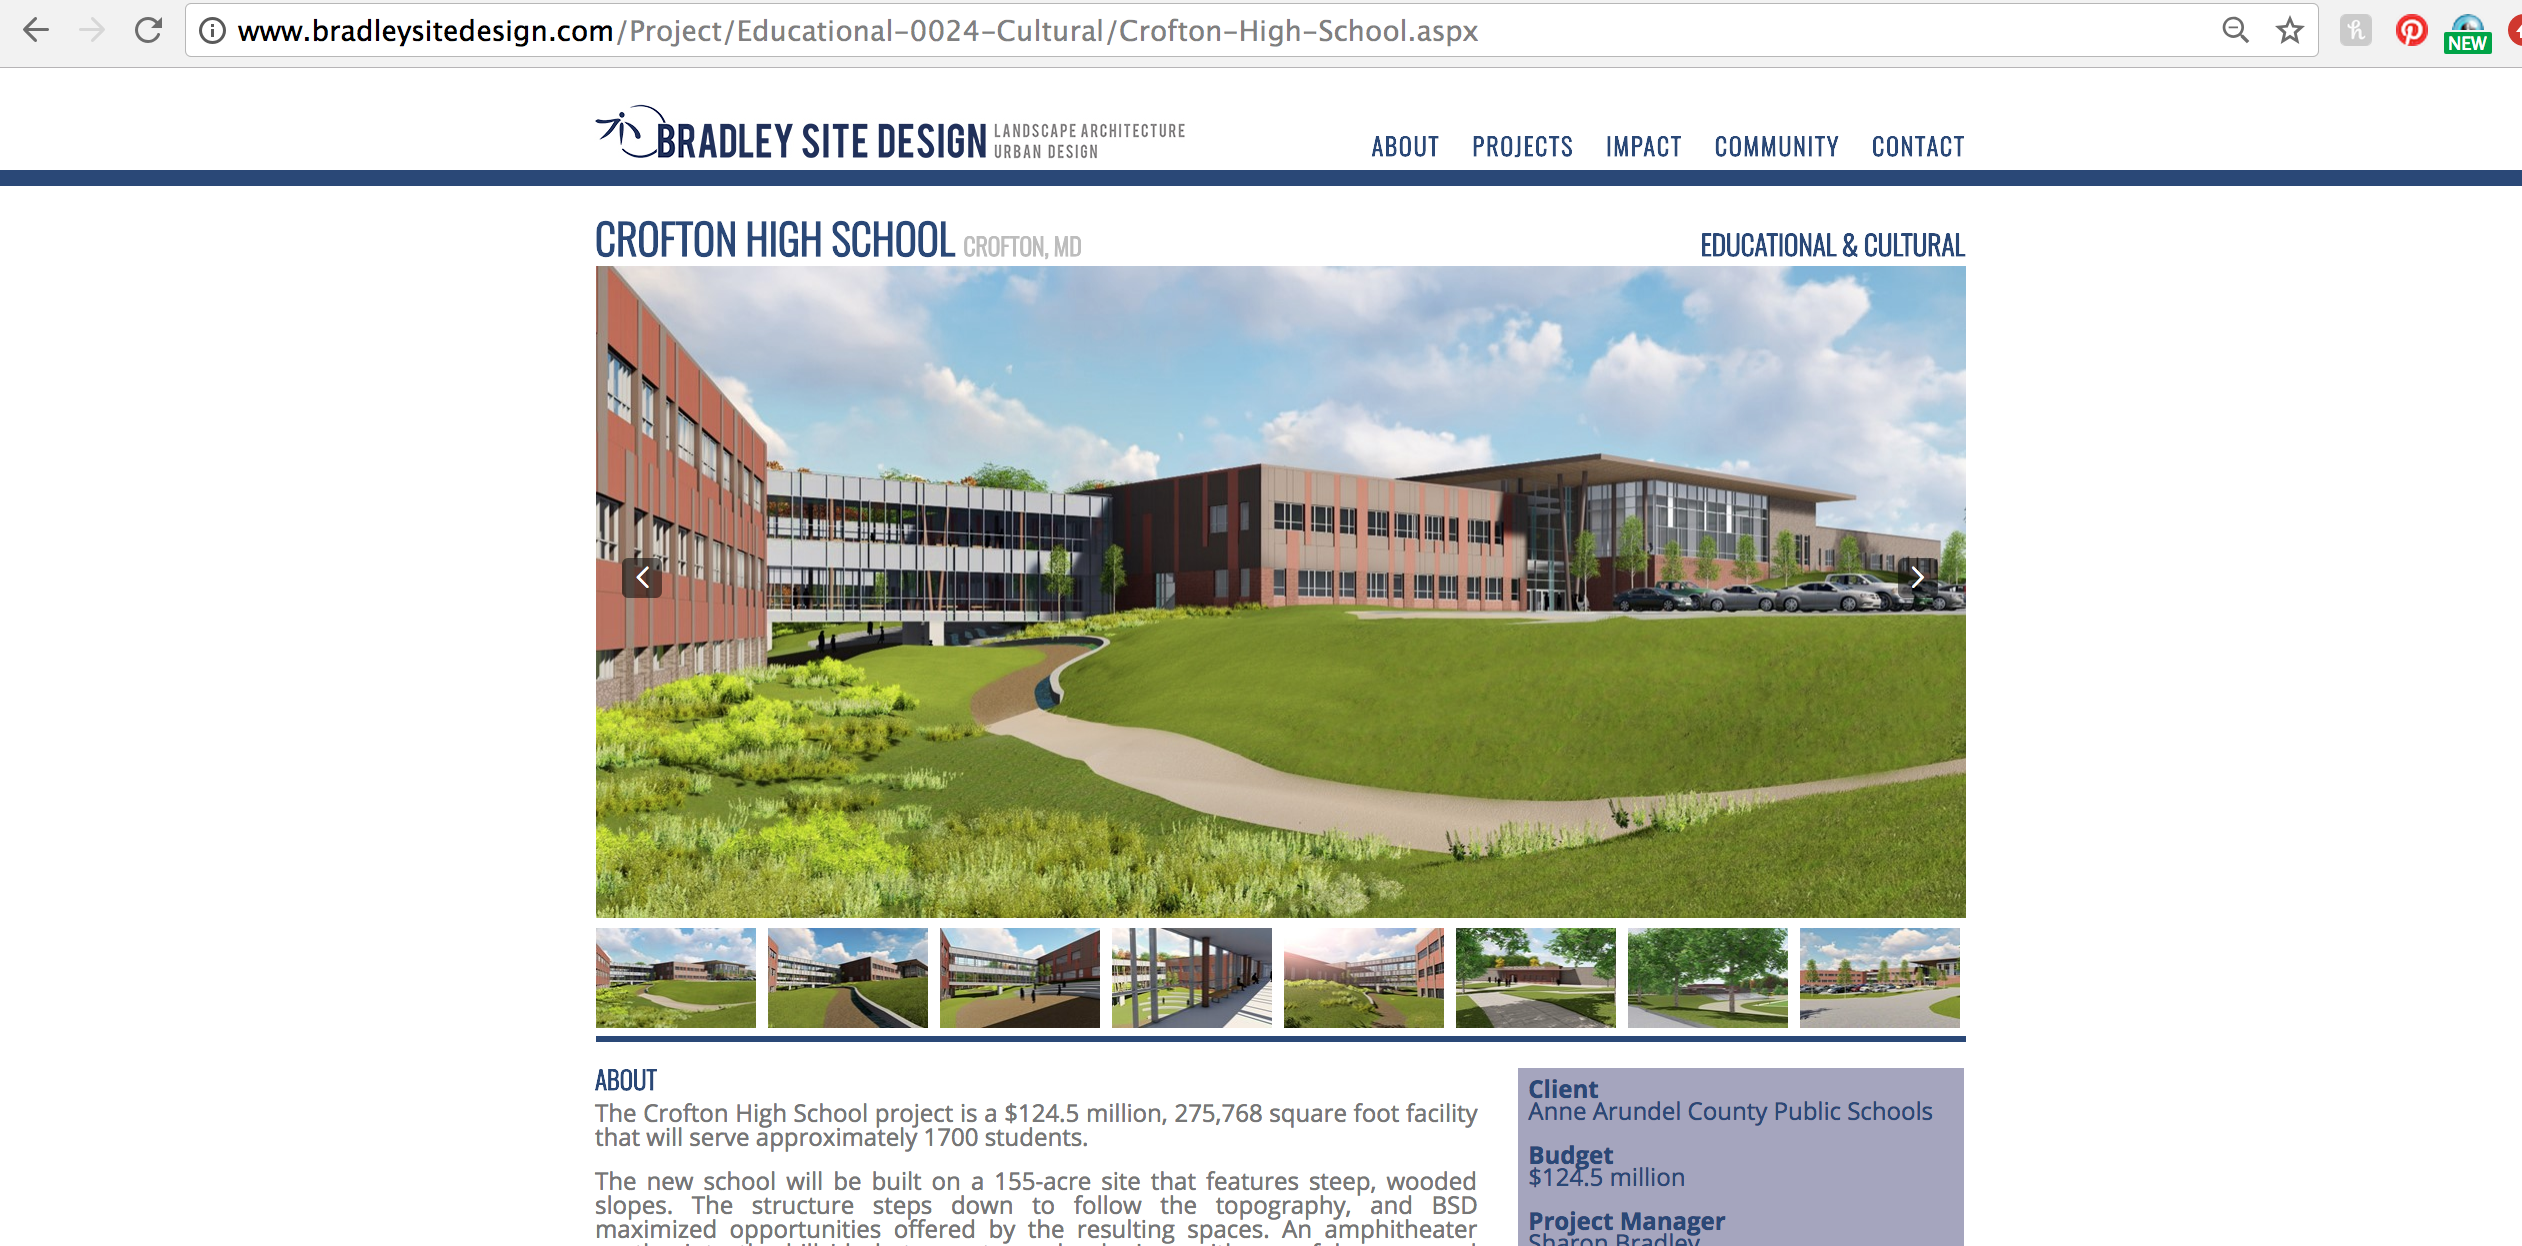 www.bradleysitedesign.com/Project/Educational-0024-Cultural/Crofton-High-School.aspx
NEW
BRADLEY SITE DESIGN
LANDSCAPE ARCHITECTURE
URBAN DESIGN
ABOUT PROJECTS IMPACT COMMUNITY CONTACT
CROFTON HIGH SCHOOL CROFTON, MD
EDUCATIONAL & CULTURAL
ABOUT
The Crofton High School project is a $124.5 million, 275,768 square foot facility
that will serve approximately 1700 students.
The new school will be built on a 155-acre site that features steep, wooded
slopes. The structure steps down to follow the topography, and BSD
maximized opportunities offered by the resulting spaces. An amphitheater
Client
Anne Arundel County Public Schools
Budget
$124.5 million
Project Manager
Sharon Bradley